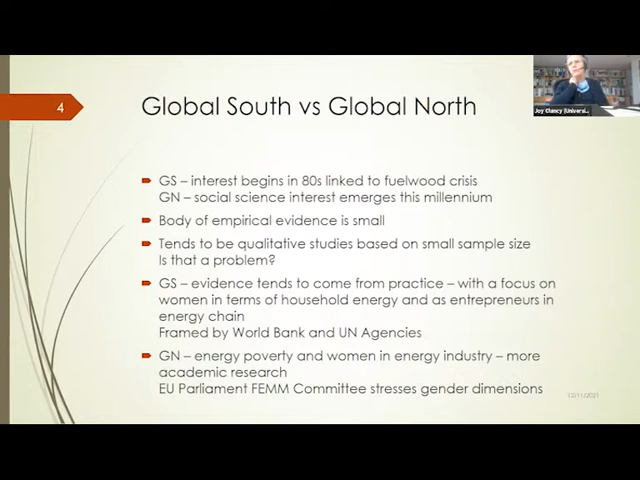 4
Global South vs Global North
Joy Clancy (Universi...
GS – interest begins in 80s linked to fuelwood crisis
GN – social science interest emerges this millennium
Body of empirical evidence is small
Tends to be qualitative studies based on small sample size
Is that a problem?
GS – evidence tends to come from practice – with a focus on
women in terms of household energy and as entrepreneurs in
energy chain
Framed by World Bank and UN Agencies
GN – energy poverty and women in energy industry – more
academic research
EU Parliament FEMM Committee stresses gender dimensions